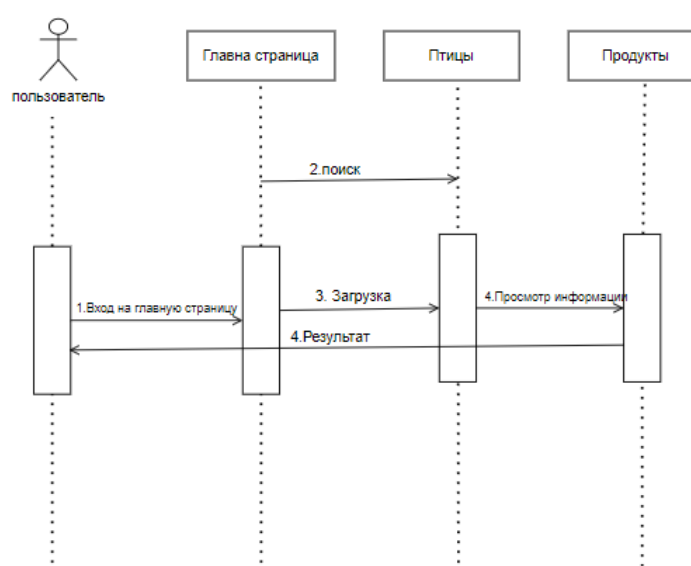 Главна страница
Птицы
Продукты
пользователь
2.поиск
1.Вход на главную страницу
3. Загрузка
4.Просмотр информации
4.Результат